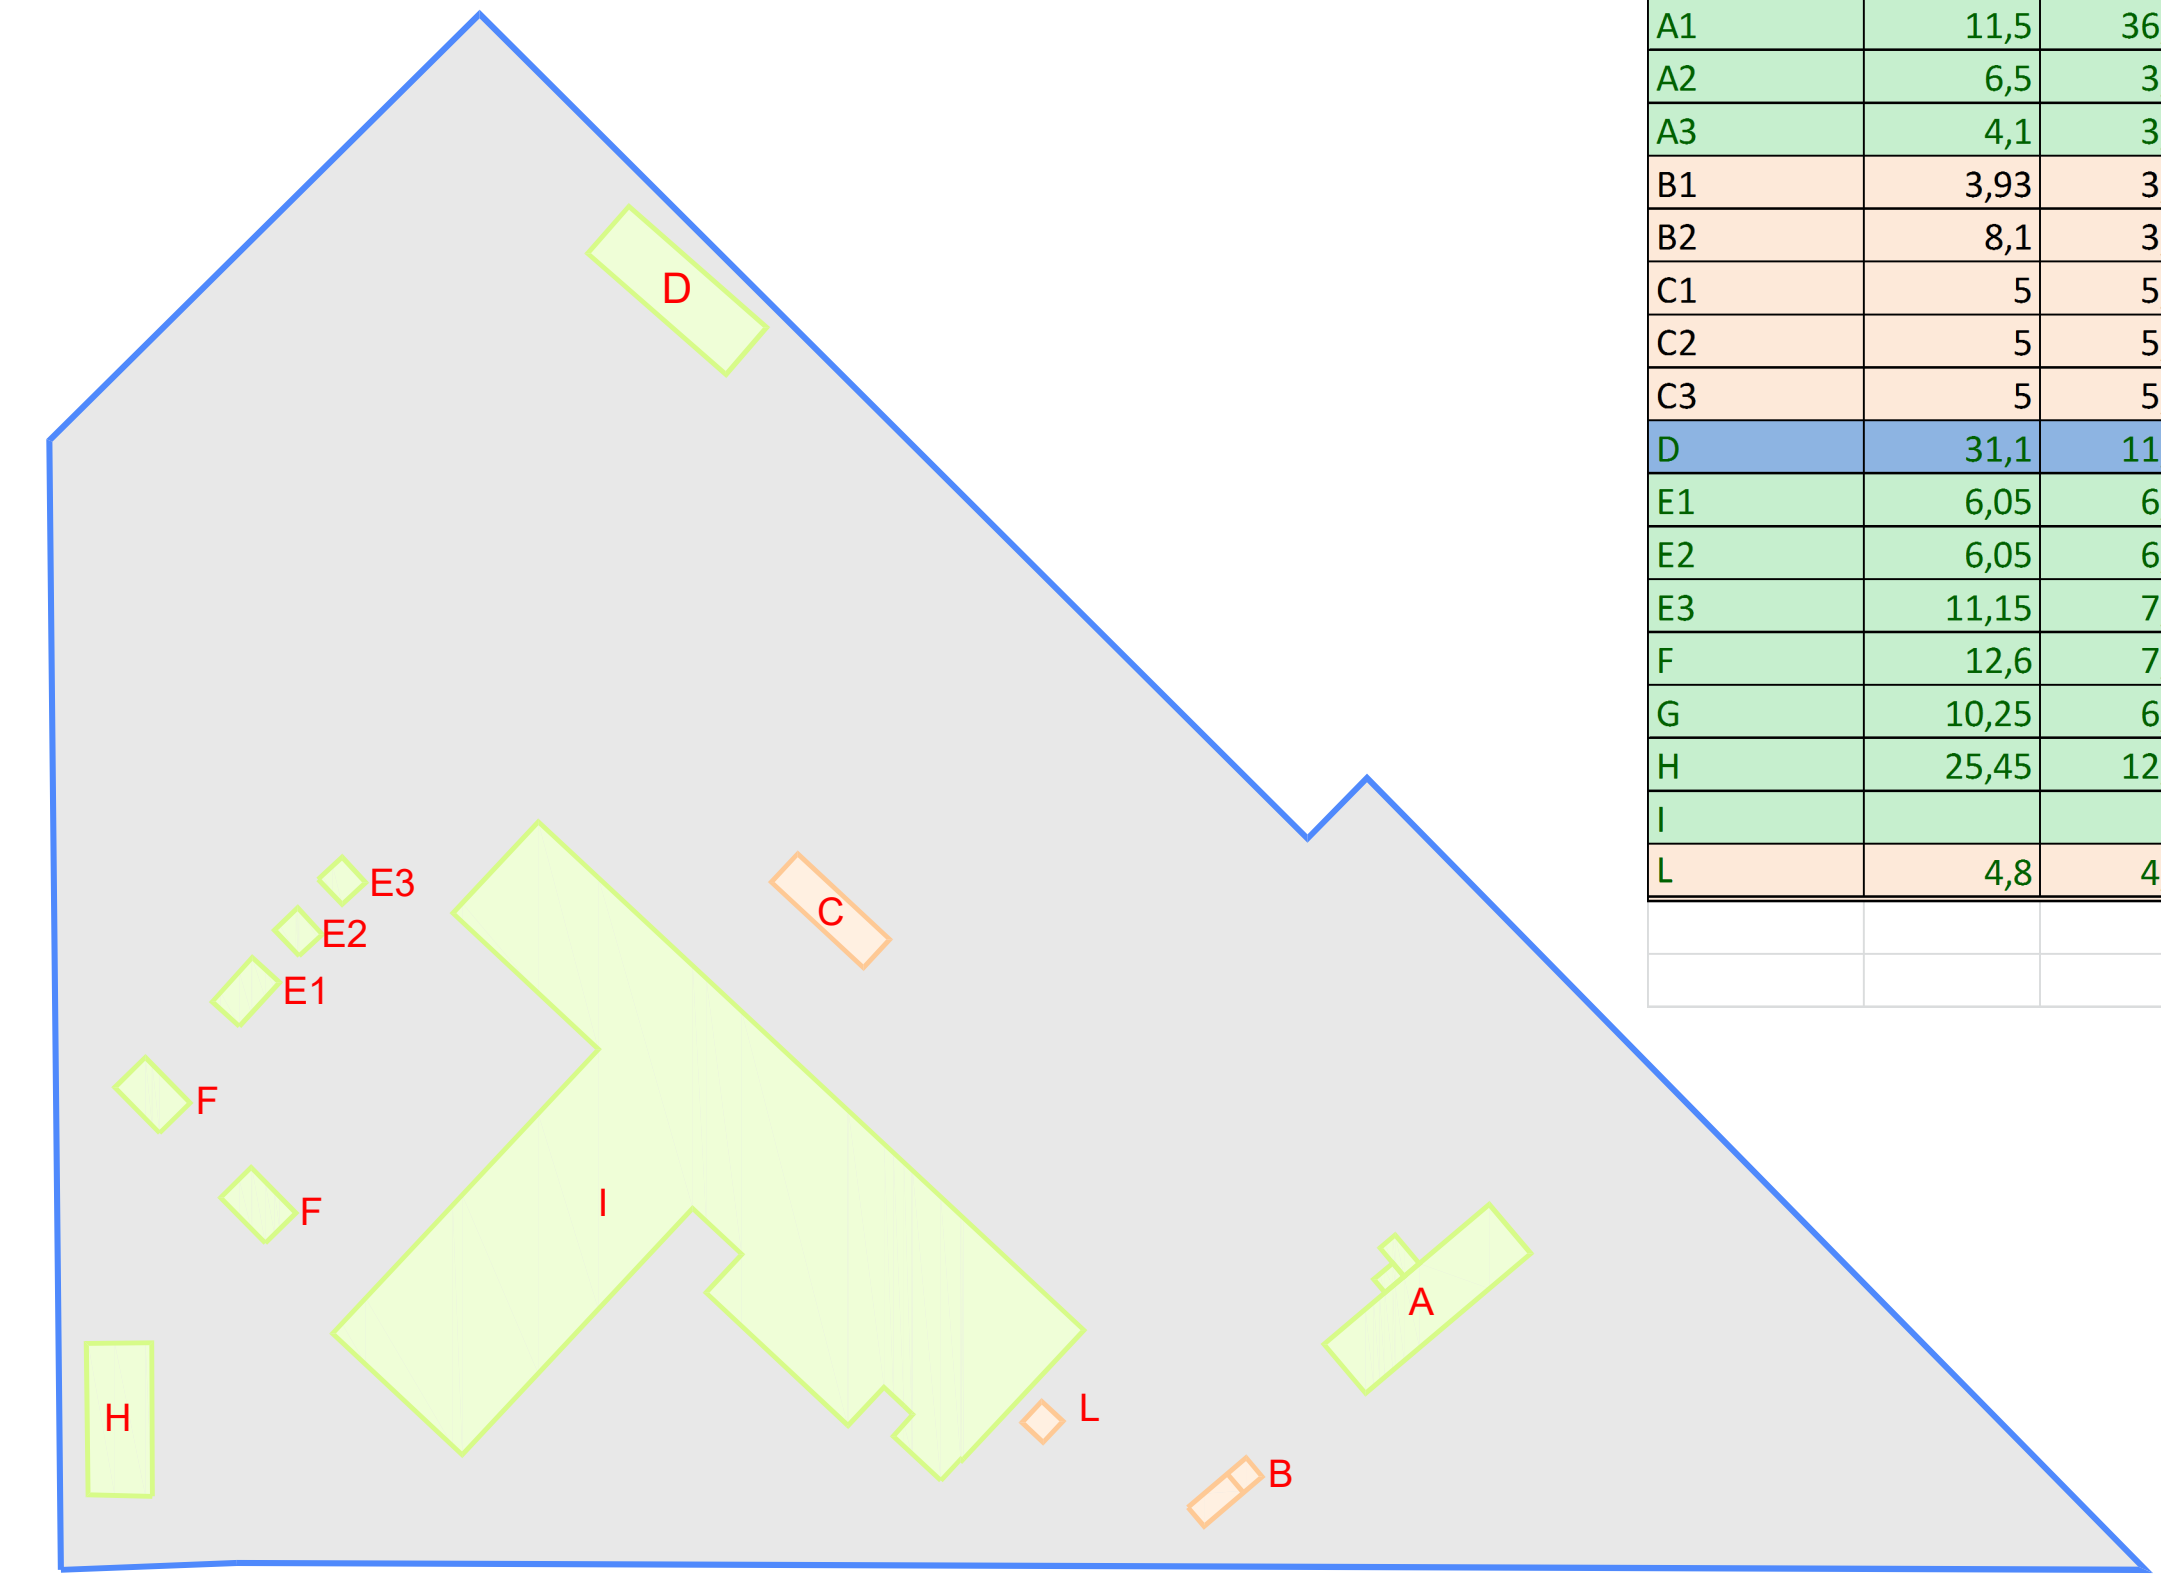 A1 11,5 36
A2 6,5 3
A3 4,1 3
B1 3,93 3
B2 8,1 3
C1 5 5
C2 5 5
C3 5 5
D 31,1 11
E1 6,05 6
E2 6,05 6
E3 11,15 7
F 12,6 7
G 10,25 6
H 25,45 12
I
L 4,8 4
D
E3
C
E2
E1
F
I
F
A
H
L
B